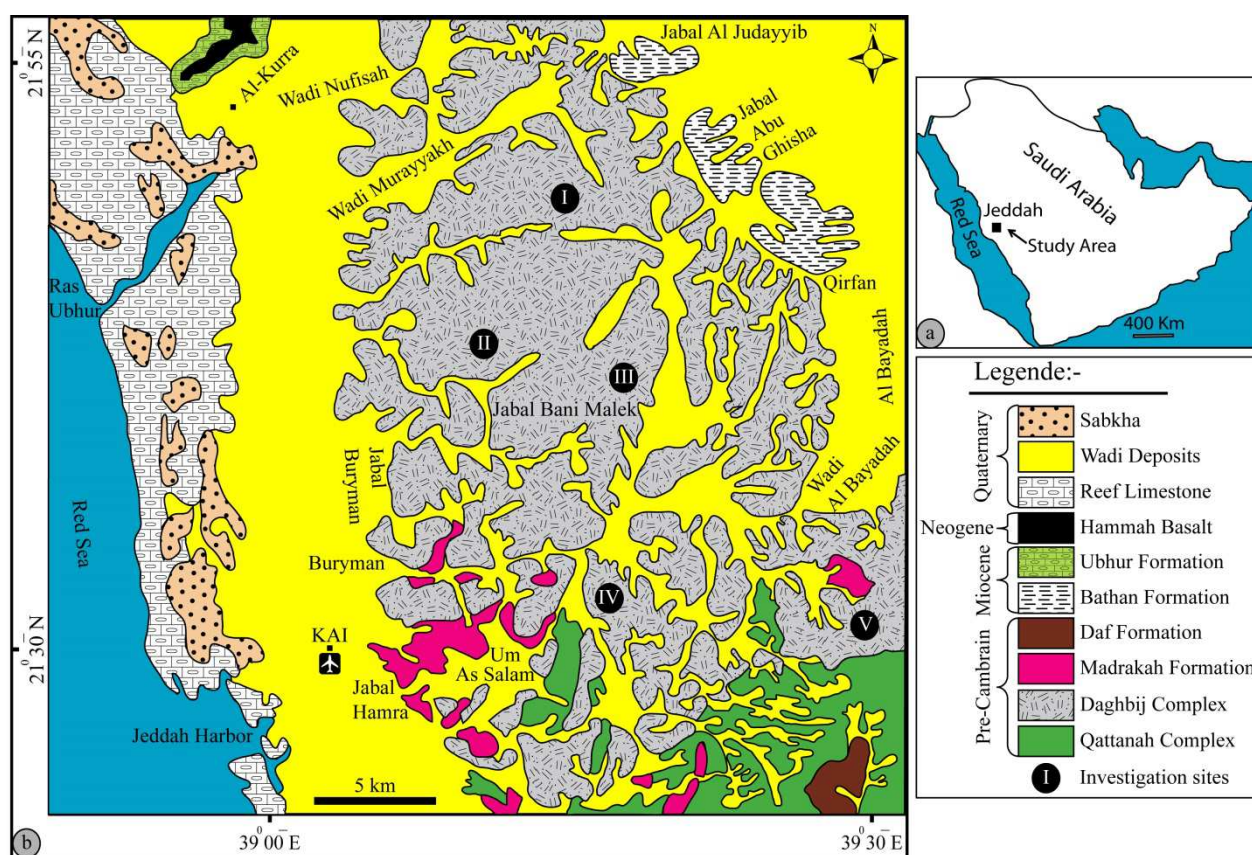 b
21° 55̅ N
21° 30̅ N
39° 00̅ E
39° 30̅ E
N
Al-Kurra
Wadi Nufisah
Wadi Murayyakh
Jabal Al Judayyib
Jabal
Abu
Ghisha
Qirfan
Al Bayadah
Wadi
Al Bayadah
Ras
Ubhur
Red Sea
Jeddah Harbor
I
II
III
IV
V
Jabal Bani Malek
Jabal
Buryman
Buryman
KAI
Um
As Salam
Jabal
Hamra
5 km
a
Saudi Arabia
Red Sea
Jeddah
Study Area
400 Km
Legende:-
Quaternary
Sabkha
Wadi Deposits
Reef Limestone
Neogene
Hammah Basalt
Miocene
Ubhur Formation
Bathan Formation
Pre-Cambrain
Daf Formation
Madrakah Formation
Daghbij Complex
Qattanah Complex
I
Investigation sites